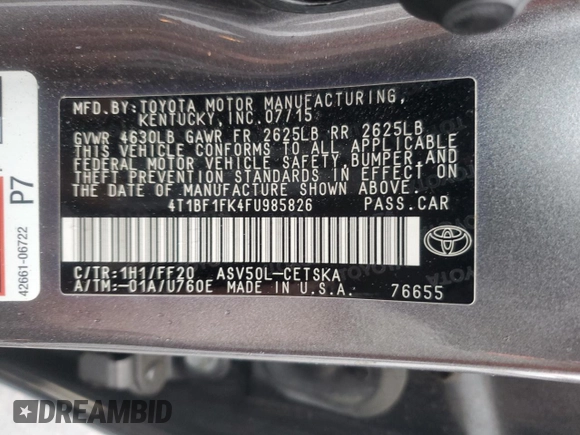 MFD.BY:TOYOTA MOTOR MANUFACTURING,
KENTUCKY,INC.07/15
GVWR 4630LB GAWR FR 2625LB RR 2625LB
THIS VEHICLE CONFORMS TO ALL APPLICABLE
FEDERAL MOTOR VEHICLE SAFETY,BUMPER,AND
THEFT PREVENTION STANDARDS IN EFFECT ON
THE DATE OF MANUFACTURE SHOWN ABOVE.
4T1BF1FK4FU985826 PASS.CAR
C/TR:1H1/FF20 ASV50L-CETSKA
A/TM:-01A/U760E MADE IN U.S.A. 76655
P7
42661-06722
DREAMBID